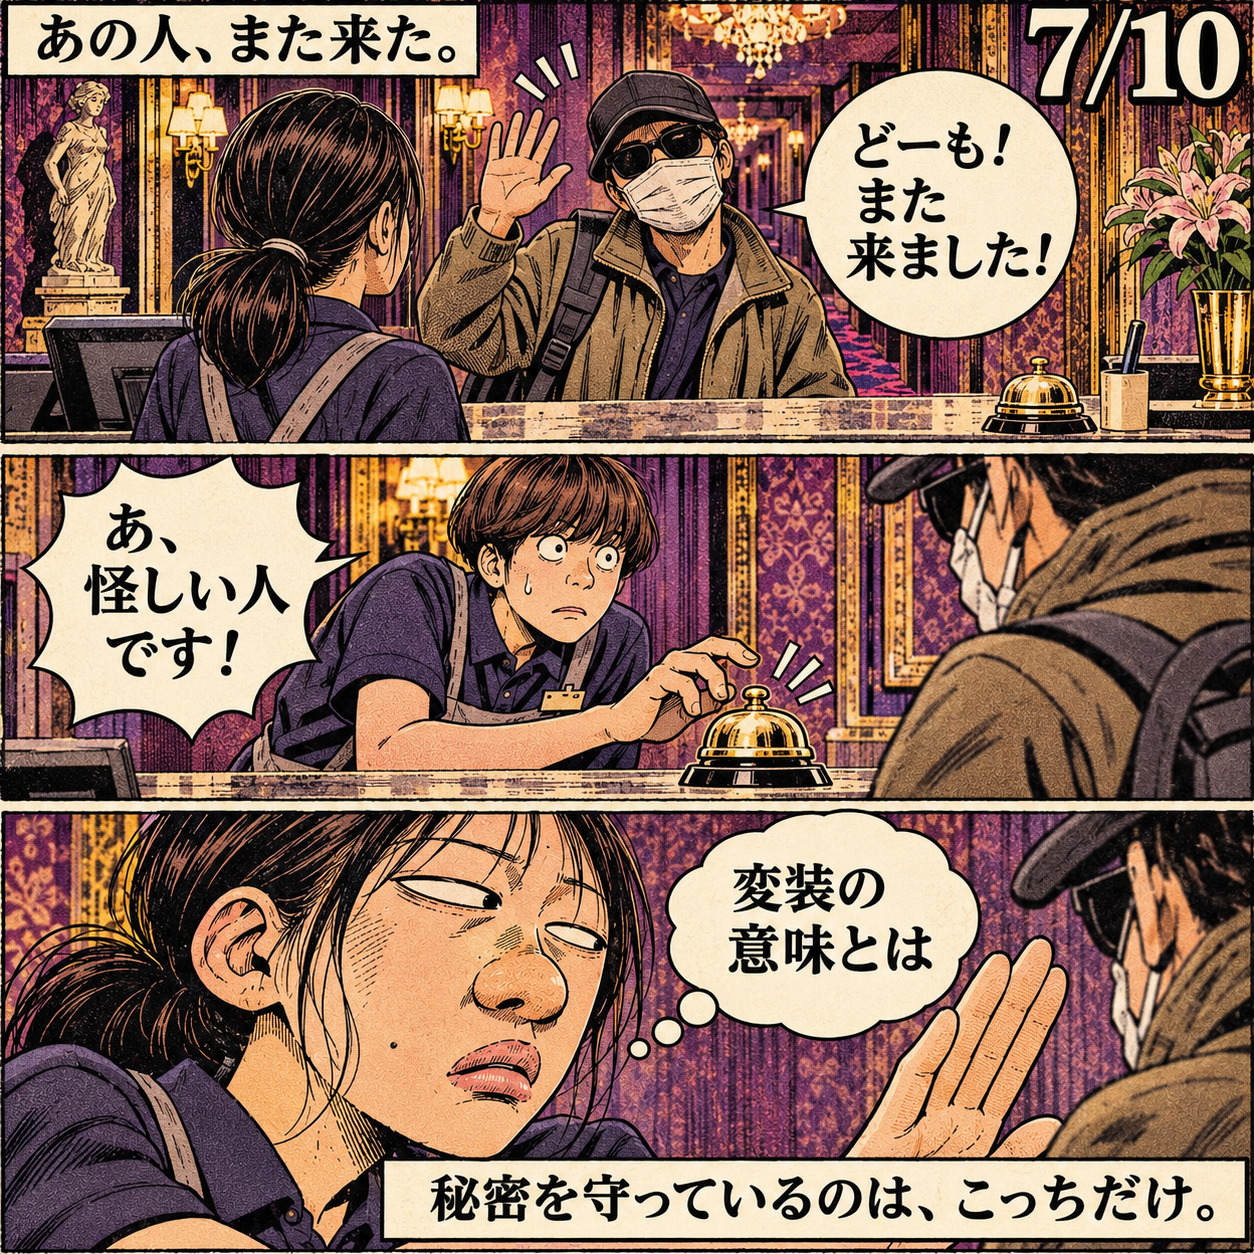 あの人、また来た。
7/10
どーも!
また
来ました!
あ、
怪しい人
です!
変装の
意味とは
秘密を守っているのは、こっちだけ。